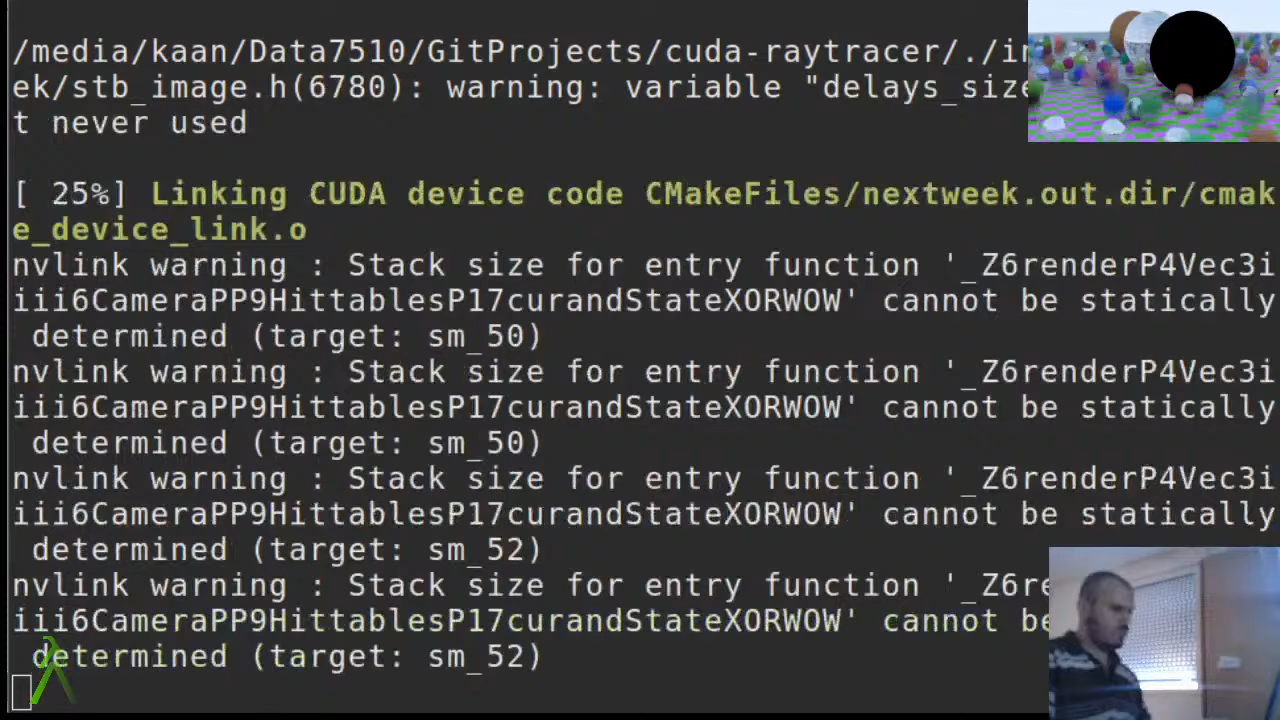 /media/kaan/Data7510/GitProjects/cuda-raytracer/./in
ek/stb_image.h(6780): warning: variable "delays_size
t never used
[ 25%] Linking CUDA device code CMakeFiles/nextweek.out.dir/cmak
e_device_link.o
nvlink warning : Stack size for entry function '_Z6renderP4Vec3i
iii6CameraPP9HittablesP17curandStateXORWOW' cannot be statically
determined (target: sm_50)
nvlink warning : Stack size for entry function '_Z6renderP4Vec3i
iii6CameraPP9HittablesP17curandStateXORWOW' cannot be statically
determined (target: sm_50)
nvlink warning : Stack size for entry function '_Z6renderP4Vec3i
iii6CameraPP9HittablesP17curandStateXORWOW' cannot be statically
determined (target: sm_52)
nvlink warning : Stack size for entry function '_Z6re
iii6CameraPP9HittablesP17curandStateXORWOW' cannot be
determined (target: sm_52)
λ